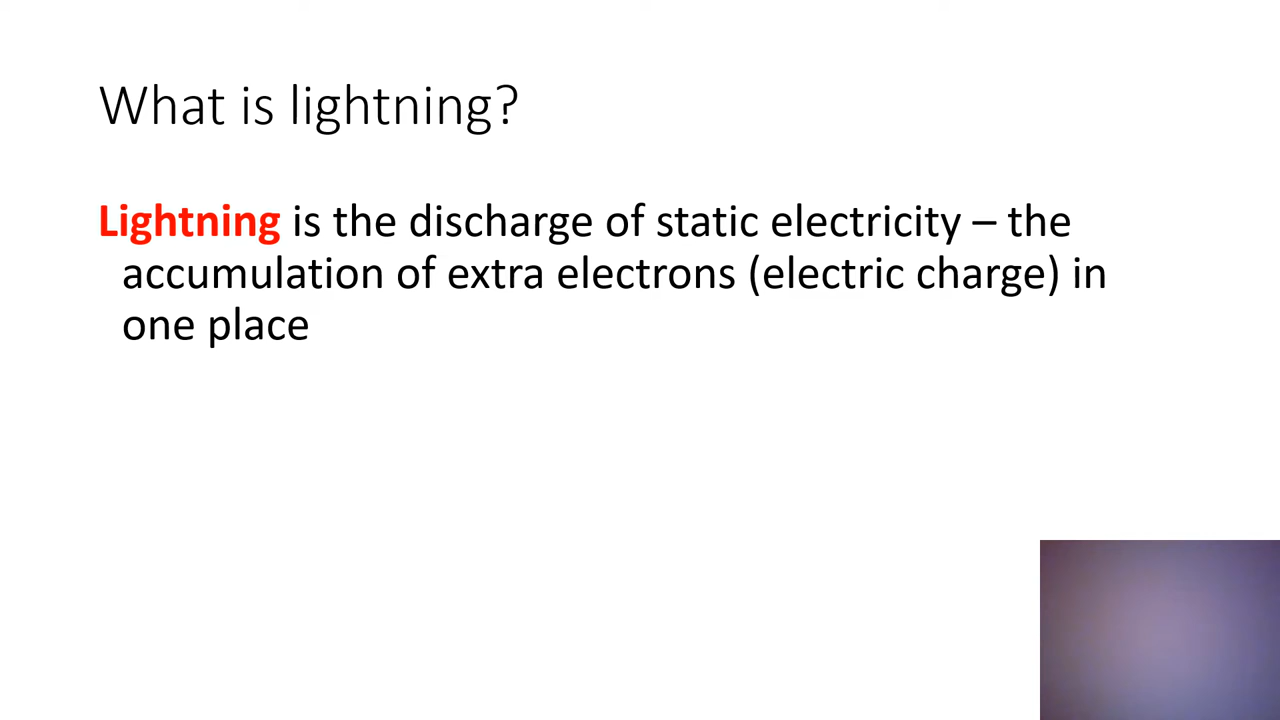 What is lightning?
Lightning is the discharge of static electricity – the
accumulation of extra electrons (electric charge) in
one place